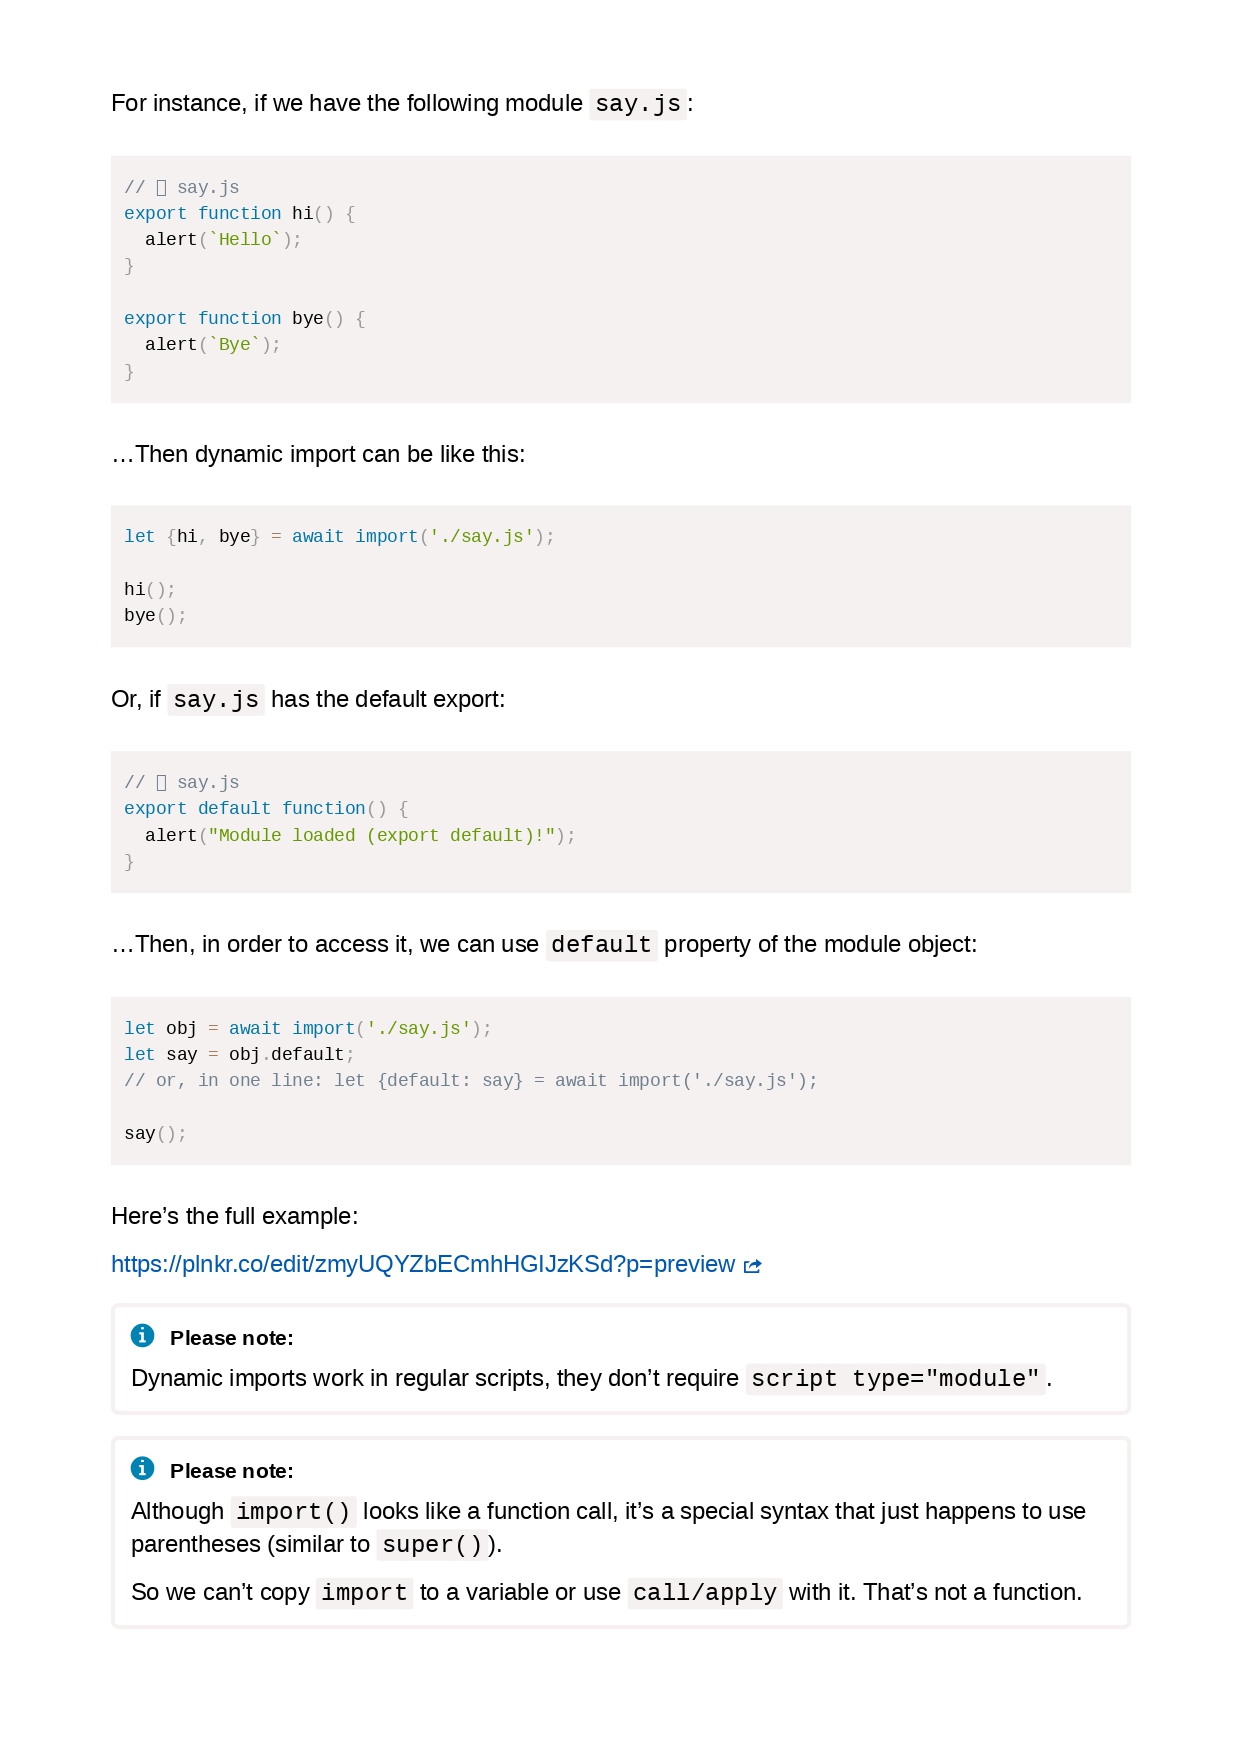 For instance, if we have the following module say.js:
// say.js
export function hi() {
  alert(`Hello`);
}
export function bye() {
  alert(`Bye`);
}
…Then dynamic import can be like this:
let {hi, bye} = await import('./say.js');
hi();
bye();
Or, if say.js has the default export:
// say.js
export default function() {
  alert("Module loaded (export default)!");
}
…Then, in order to access it, we can use default property of the module object:
let obj = await import('./say.js');
let say = obj.default;
// or, in one line: let {default: say} = await import('./say.js');
say();
Here’s the full example:
https://plnkr.co/edit/zmyUQYZbECmhHGIJzKSd?p=preview
Please note:
Dynamic imports work in regular scripts, they don’t require script type="module".
Please note:
Although import() looks like a function call, it’s a special syntax that just happens to use
parentheses (similar to super()).
So we can’t copy import to a variable or use call/apply with it. That’s not a function.